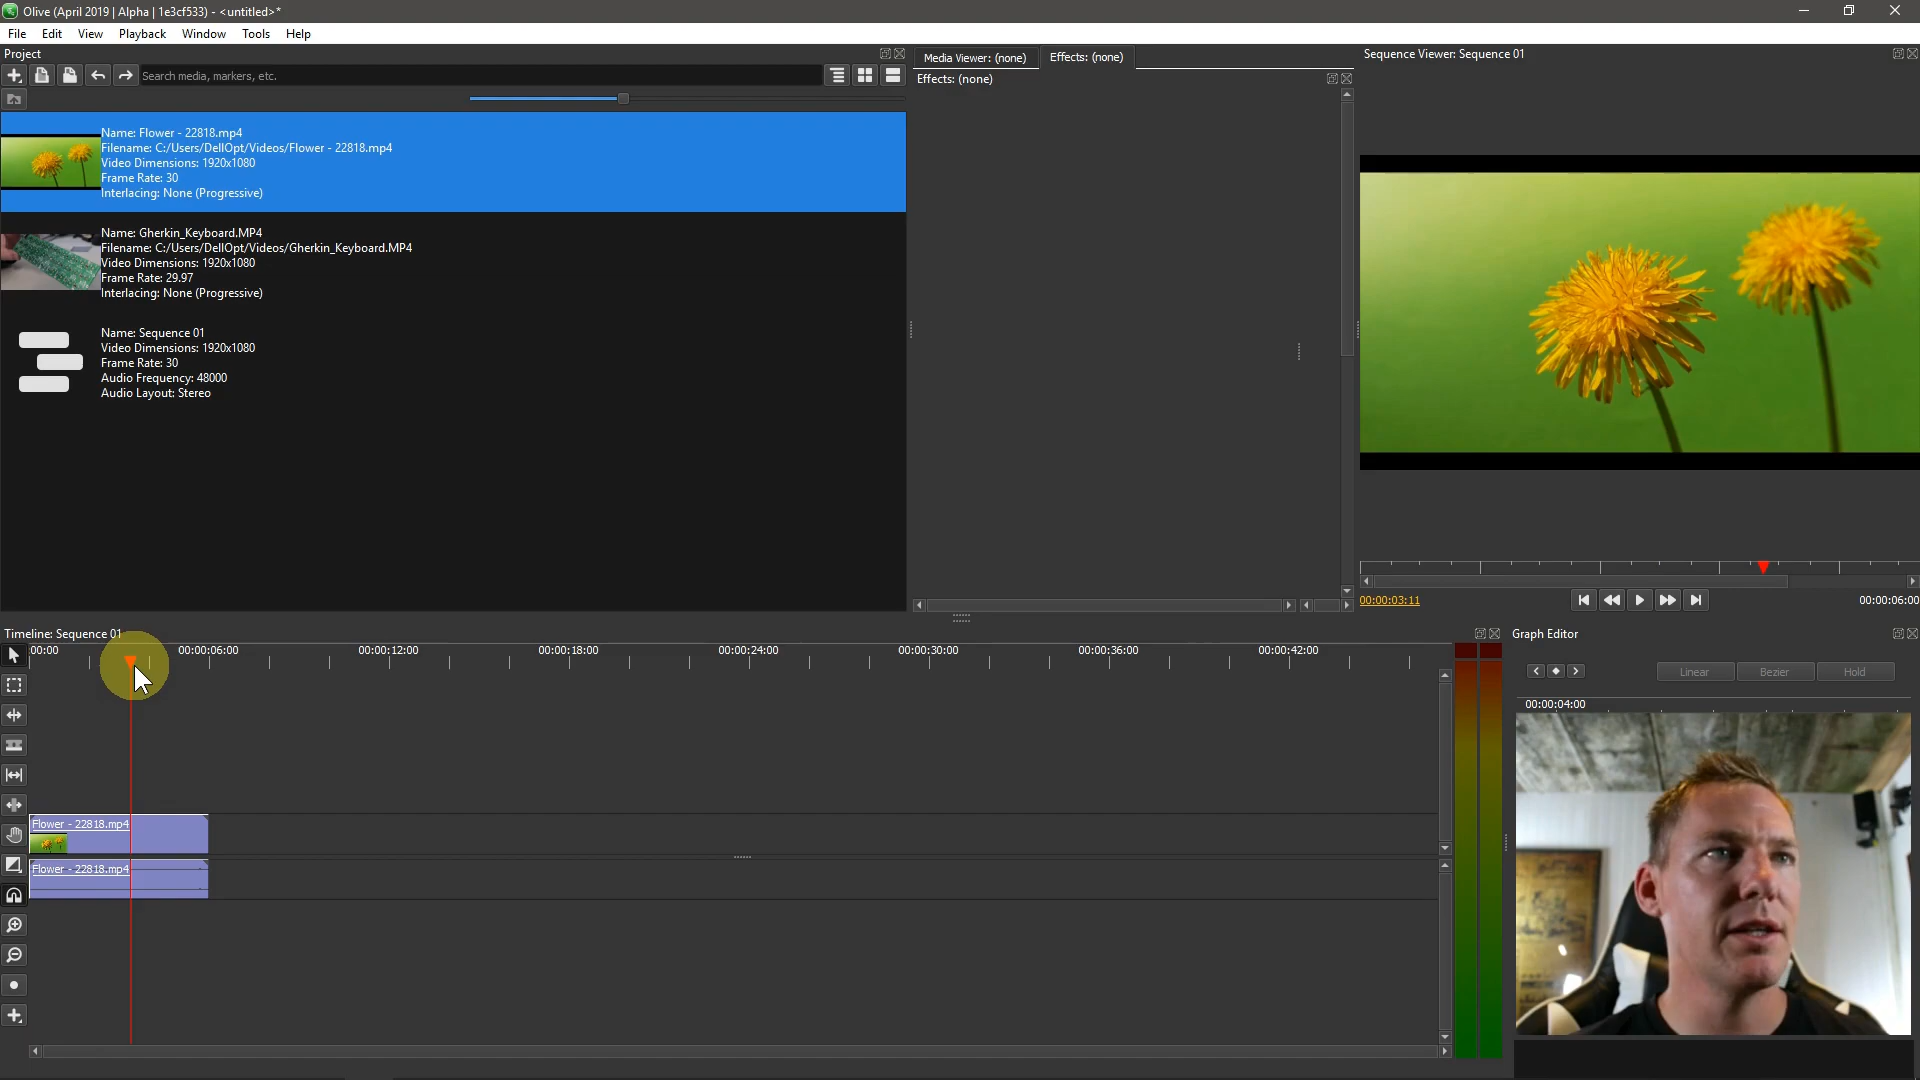 Olive (April 2019 | Alpha | 1e3cf533) - <untitled>*
File Edit View Playback Window Tools Help
Project
Search media, markers, etc.
Name: Flower - 22818.mp4
Filename: C:/Users/DellOpt/Videos/Flower - 22818.mp4
Video Dimensions: 1920x1080
Frame Rate: 30
Interlacing: None (Progressive)
Name: Gherkin_Keyboard.MP4
Filename: C:/Users/DellOpt/Videos/Gherkin_Keyboard.MP4
Video Dimensions: 1920x1080
Frame Rate: 29.97
Interlacing: None (Progressive)
Name: Sequence 01
Video Dimensions: 1920x1080
Frame Rate: 30
Audio Frequency: 48000
Audio Layout: Stereo
Media Viewer: (none) Effects: (none)
Effects: (none)
Sequence Viewer: Sequence 01
00:00:03:11 00:00:06:00
Timeline: Sequence 01
00:00 00:00:06:00 00:00:12:00 00:00:18:00 00:00:24:00 00:00:30:00 00:00:36:00 00:00:42:00
Flower - 22818.mp4
Flower - 22818.mp4
Graph Editor
Linear Bezier Hold
00:00:04:00